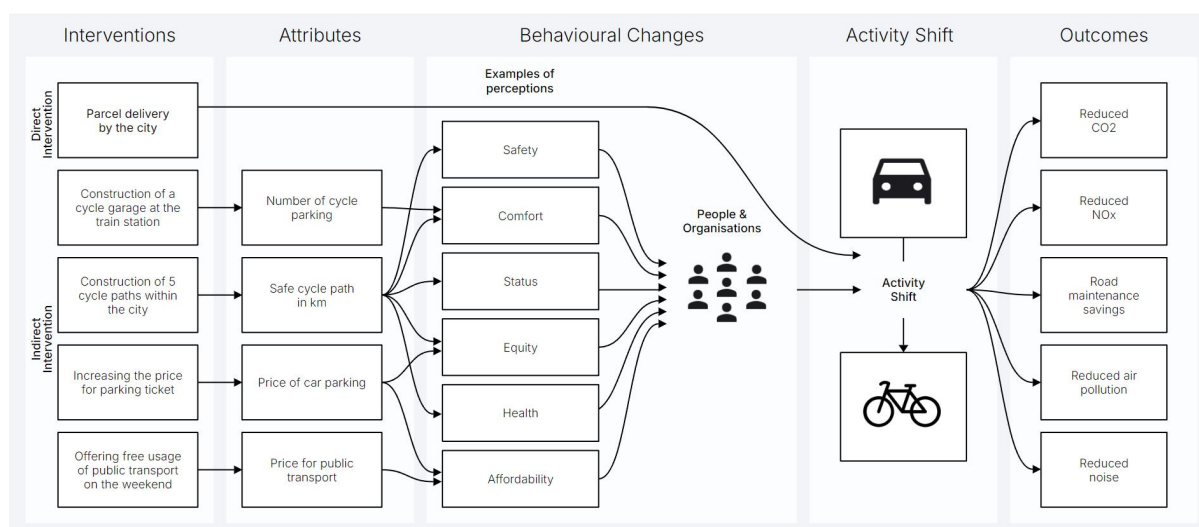 Interventions
Attributes
Behavioural Changes
Activity Shift
Outcomes
Direct
Intervention
Parcel delivery
by the city
Examples of
perceptions
Indirect
Intervention
Construction of a
cycle garage at the
train station
Construction of 5
cycle paths within
the city
Increasing the price
for parking ticket
Offering free usage
of public transport
on the weekend
Number of cycle
parking
Safe cycle path
in km
Price of car parking
Price for public
transport
Safety
Comfort
Status
Equity
Health
Affordability
People &
Organisations
Activity
Shift
Reduced
CO2
Reduced
NOx
Road
maintenance
savings
Reduced air
pollution
Reduced
noise